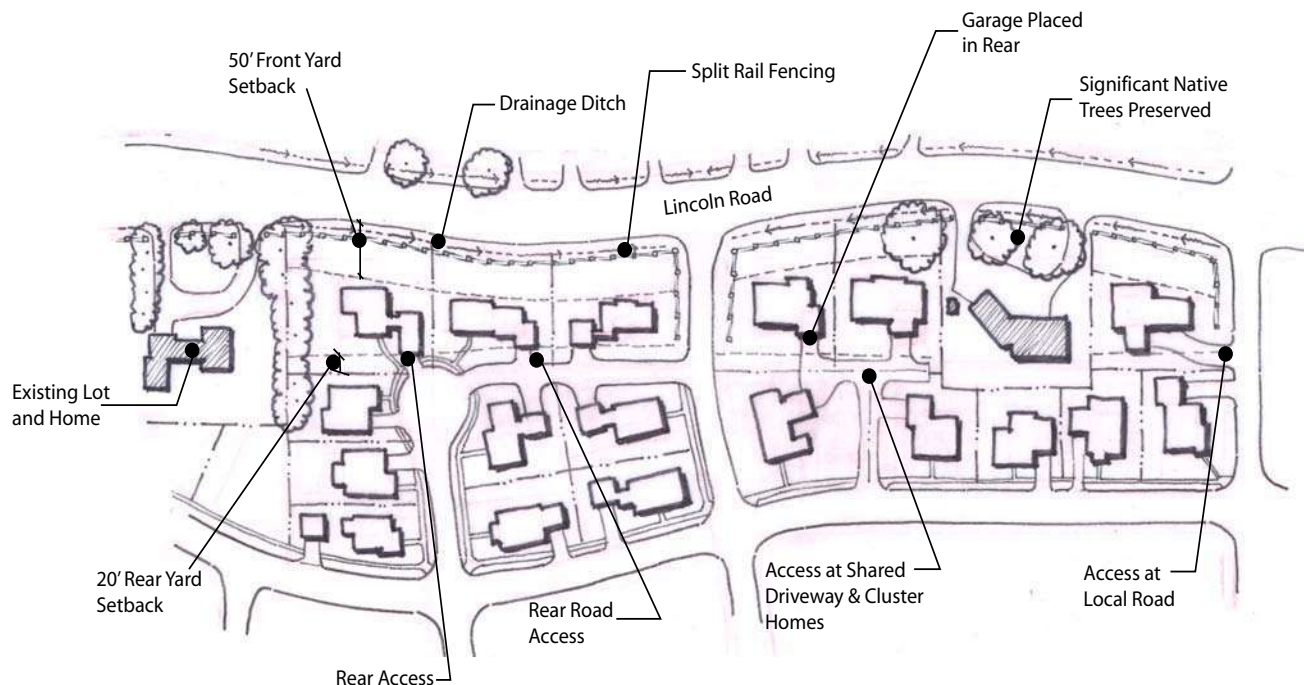 Garage Placed
in Rear
50' Front Yard
Setback
Split Rail Fencing
Significant Native
Trees Preserved
Drainage Ditch
Lincoln Road
Existing Lot
and Home
20' Rear Yard
Setback
Rear Road
Access
Access at Shared
Driveway & Cluster
Homes
Access at
Local Road
Rear Access